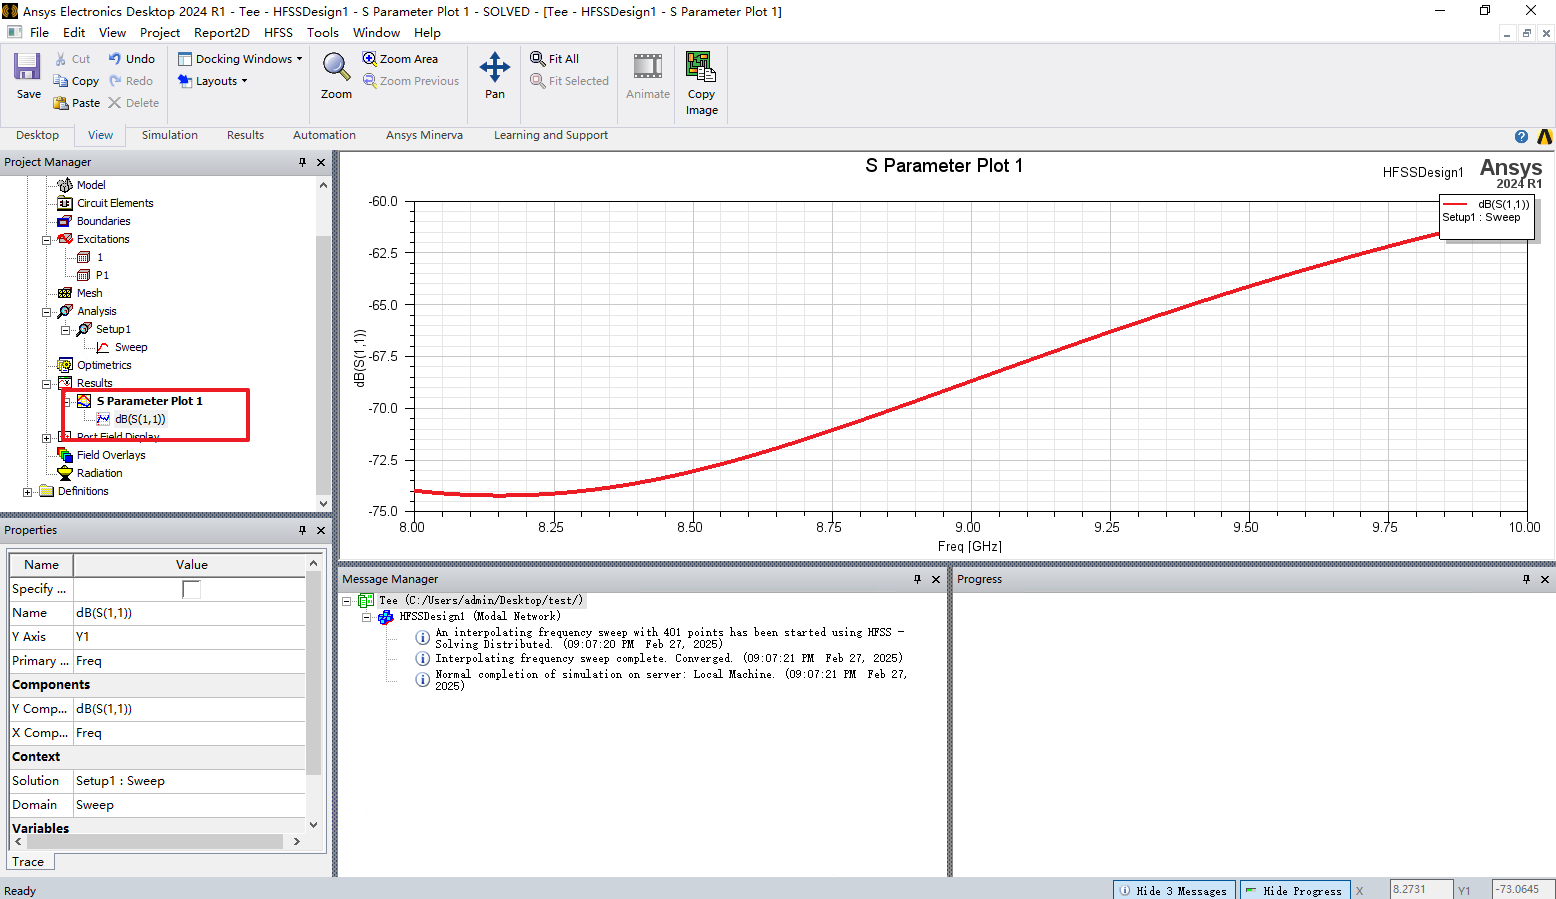 Ansys Electronics Desktop 2024 R1 - Tee - HFSSDesign1 - S Parameter Plot 1 - SOLVED - [Tee - HFSSDesign1 - S Parameter Plot 1]
File Edit View Project Report2D HFSS Tools Window Help
Save
Cut
Copy
Paste
Undo
Redo
Delete
Docking Windows
Layouts
Zoom
Zoom Area
Zoom Previous
Pan
Fit All
Fit Selected
Animate
Copy
Image
Desktop View Simulation Results Automation Ansys Minerva Learning and Support
Project Manager
Model
Circuit Elements
Boundaries
Excitations
1
P1
Mesh
Analysis
Setup1
Sweep
Optimetrics
Results
S Parameter Plot 1
dB(S(1,1))
Port Field Display
Field Overlays
Radiation
Definitions
Properties
Name Value
Specify ...
Name dB(S(1,1))
Y Axis Y1
Primary ... Freq
Components
Y Comp... dB(S(1,1))
X Comp... Freq
Context
Solution Setup1 : Sweep
Domain Sweep
Variables
Trace
S Parameter Plot 1
HFSSDesign1
Ansys
2024 R1
dB(S(1,1))
Setup1 : Sweep
dB(S(1,1))
-60.0
-62.5
-65.0
-67.5
-70.0
-72.5
-75.0
8.00 8.25 8.50 8.75 9.00 9.25 9.50 9.75 10.00
Freq [GHz]
Message Manager
Tee (C:/Users/admin/Desktop/test/)
HFSSDesign1 (Modal Network)
An interpolating frequency sweep with 401 points has been started using HFSS -
Solving Distributed. (09:07:20 PM Feb 27, 2025)
Interpolating frequency sweep complete. Converged. (09:07:21 PM Feb 27, 2025)
Normal completion of simulation on server: Local Machine. (09:07:21 PM Feb 27,
2025)
Progress
Ready
Hide 3 Messages
Hide Progress
X 8.2731 Y1 -73.0645